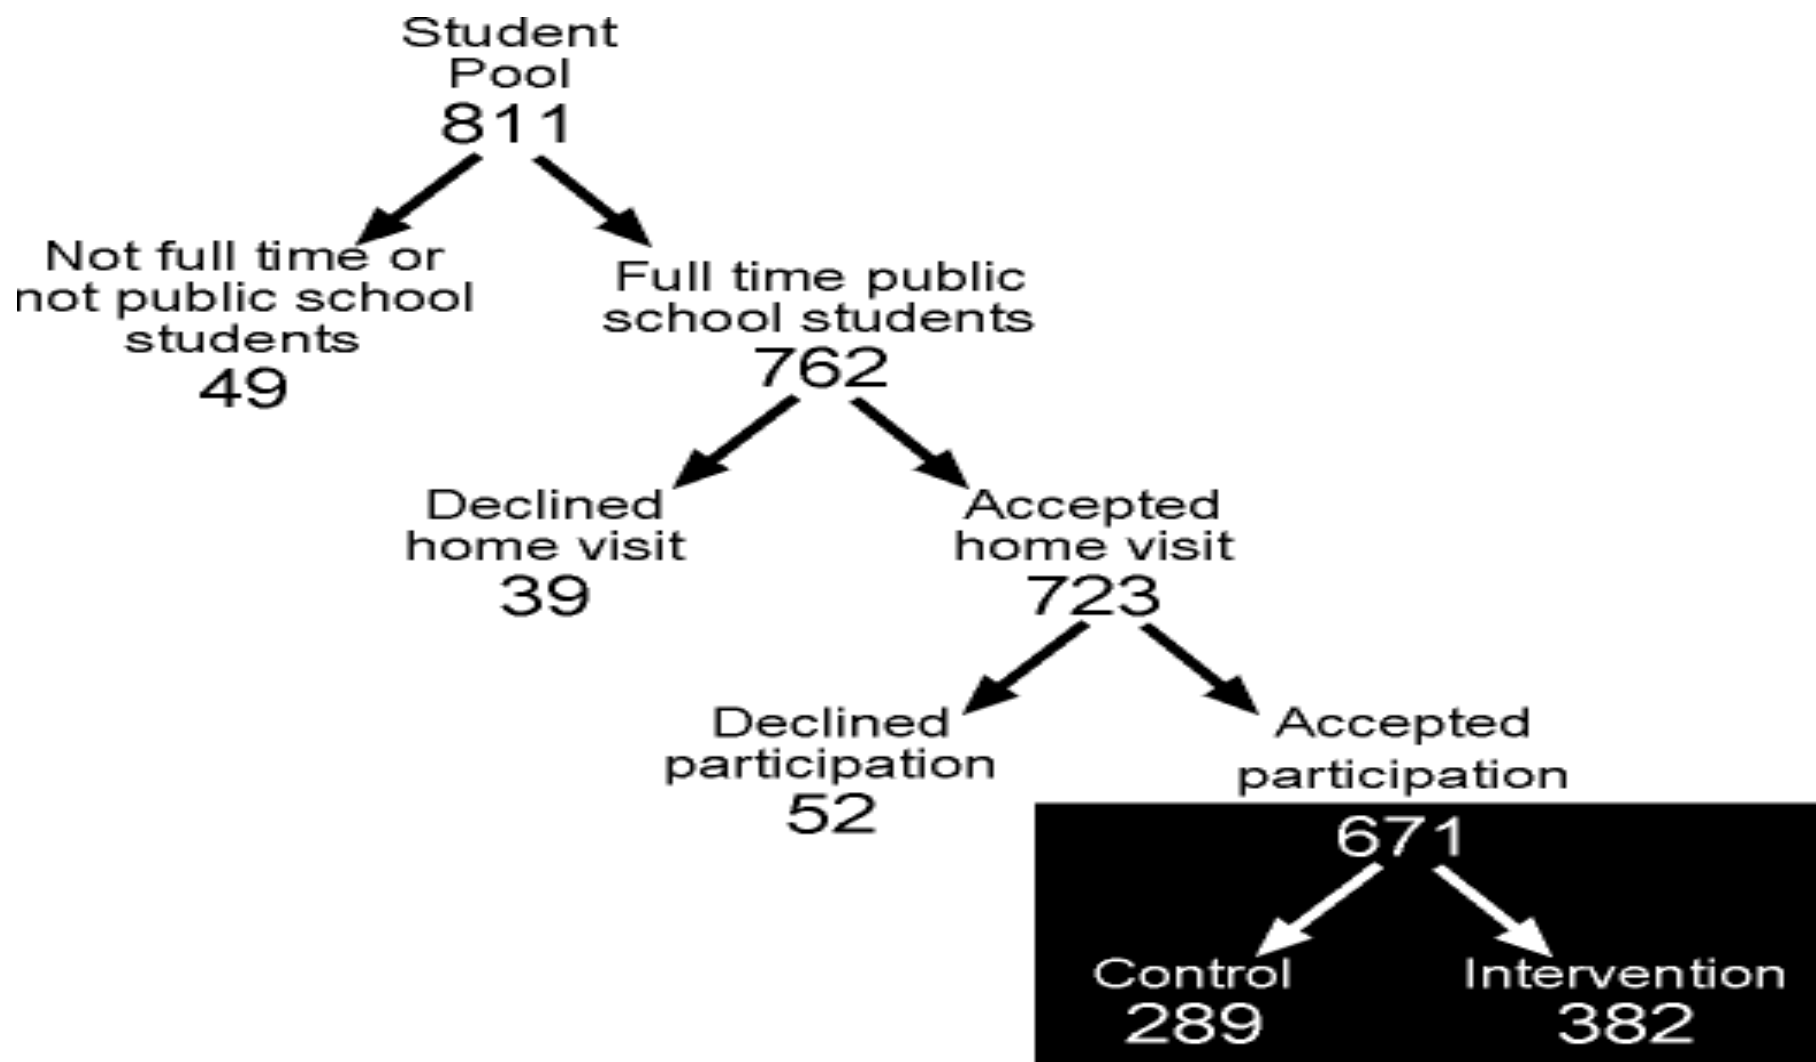 Student
Pool
811
Not full time or
not public school
students
49
Full time public
school students
762
Declined
home visit
39
Accepted
home visit
723
Declined
participation
52
Accepted
participation
671
Control
289
Intervention
382